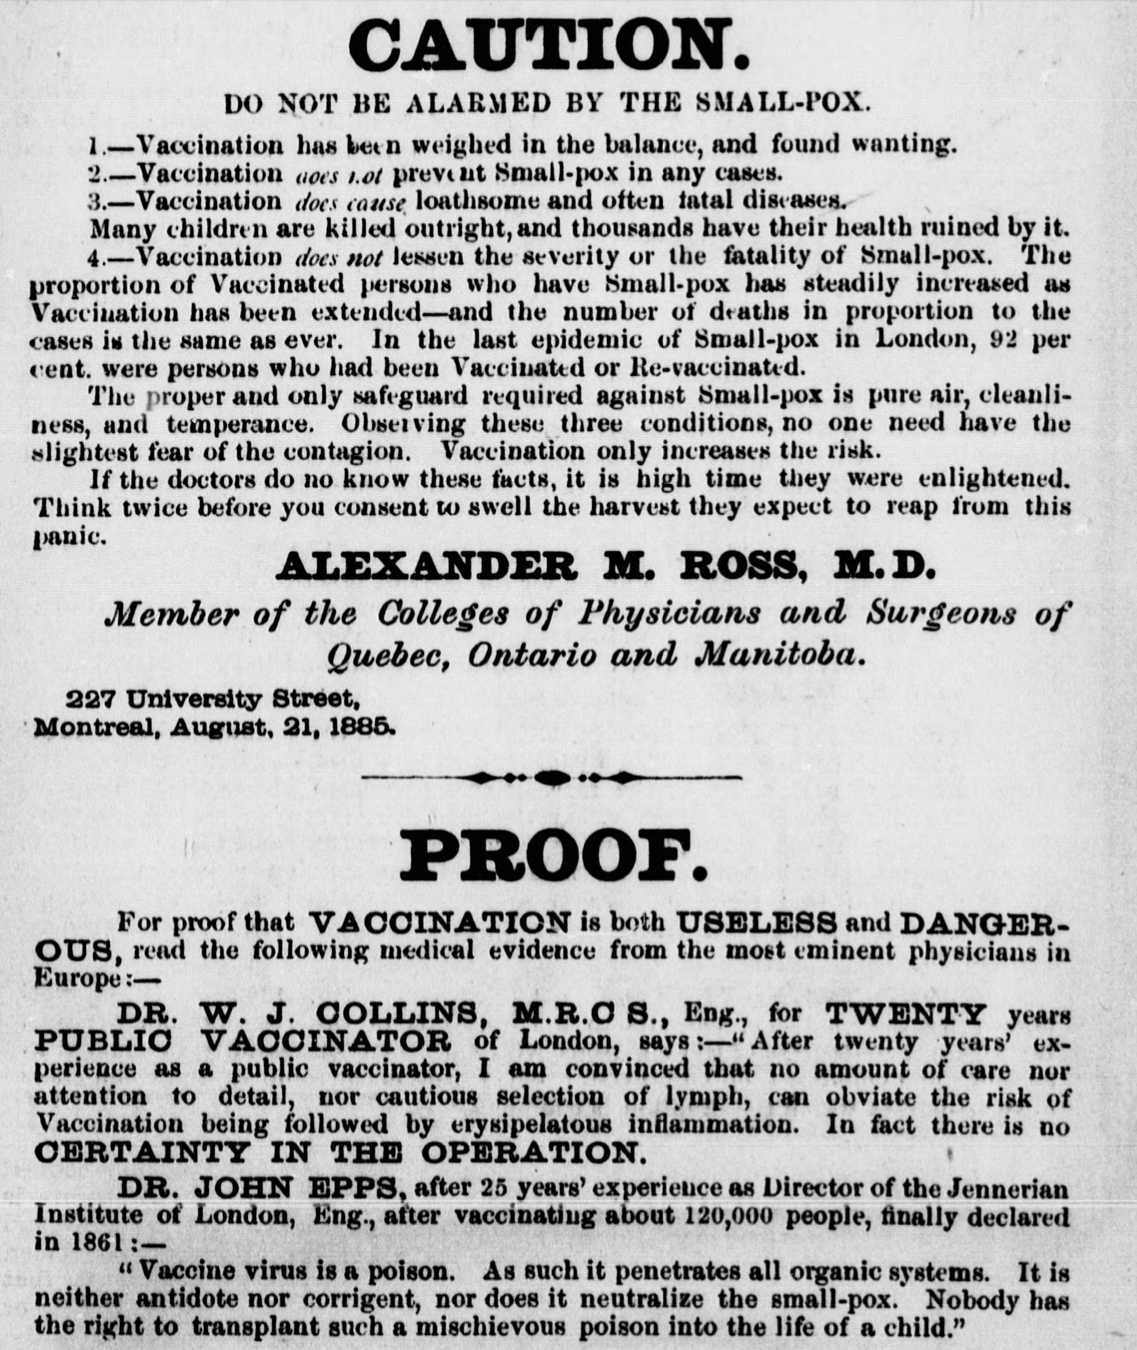 CAUTION.
DO NOT BE ALARMED BY THE SMALL-POX.
1.—Vaccination has been weighed in the balance, and found wanting.
2.—Vaccination does not prevent Small-pox in any cases.
3.—Vaccination does cause loathsome and often fatal diseases.
Many children are killed outright, and thousands have their health ruined by it.
4.—Vaccination does not lessen the severity or the fatality of Small-pox. The
proportion of Vaccinated persons who have Small-pox has steadily increased as
Vaccination has been extended—and the number of deaths in proportion to the
cases is the same as ever. In the last epidemic of Small-pox in London, 92 per
cent. were persons who had been Vaccinated or Re-vaccinated.
The proper and only safeguard required against Small-pox is pure air, cleanli-
ness, and temperance. Observing these three conditions, no one need have the
slightest fear of the contagion. Vaccination only increases the risk.
If the doctors do no know these facts, it is high time they were enlightened.
Think twice before you consent to swell the harvest they expect to reap from this
panic.
ALEXANDER M. ROSS, M.D.
Member of the Colleges of Physicians and Surgeons of
Quebec, Ontario and Manitoba.
227 University Street,
Montreal, August, 21, 1885.
PROOF.
For proof that VACCINATION is both USELESS and DANGER-
OUS, read the following medical evidence from the most eminent physicians in
Europe:—
DR. W. J. COLLINS, M.R.C S., Eng., for TWENTY years
PUBLIC VACCINATOR of London, says:—"After twenty years' ex-
perience as a public vaccinator, I am convinced that no amount of care nor
attention to detail, nor cautious selection of lymph, can obviate the risk of
Vaccination being followed by erysipelatous inflammation. In fact there is no
CERTAINTY IN THE OPERATION.
DR. JOHN EPPS, after 25 years' experience as Director of the Jennerian
Institute of London, Eng., after vaccinating about 120,000 people, finally declared
in 1861:—
"Vaccine virus is a poison. As such it penetrates all organic systems. It is
neither antidote nor corrigent, nor does it neutralize the small-pox. Nobody has
the right to transplant such a mischievous poison into the life of a child."